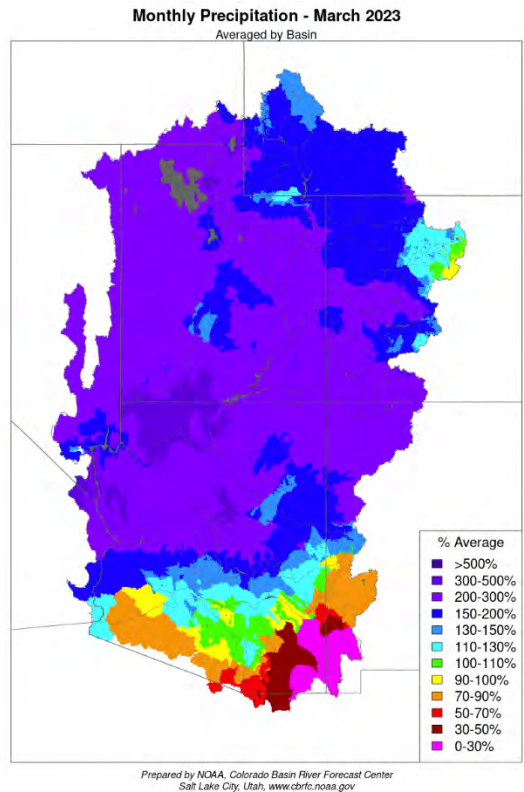 Monthly Precipitation - March 2023
Averaged by Basin
% Average
>500%
300-500%
200-300%
150-200%
130-150%
110-130%
100-110%
90-100%
70-90%
50-70%
30-50%
0-30%
Prepared by NOAA, Colorado Basin River Forecast Center
Salt Lake City, Utah, www.cbrfc.noaa.gov